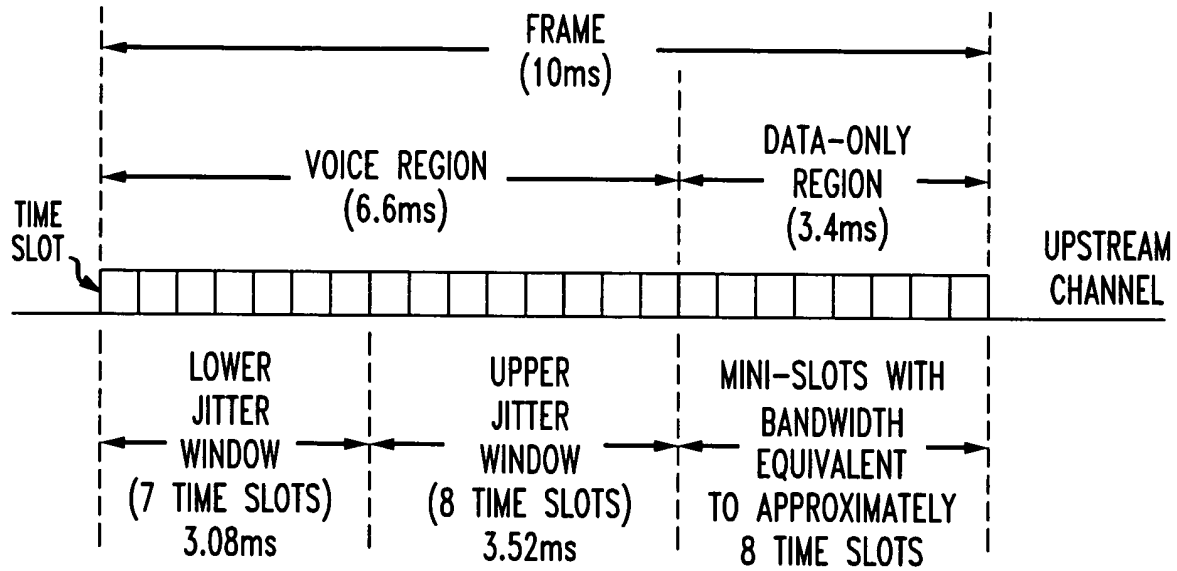 FRAME
(10ms)
VOICE REGION
(6.6ms)
DATA-ONLY
REGION
(3.4ms)
TIME
SLOT
UPSTREAM
CHANNEL
LOWER
JITTER
WINDOW
(7 TIME SLOTS)
3.08ms
UPPER
JITTER
WINDOW
(8 TIME SLOTS)
3.52ms
MINI-SLOTS WITH
BANDWIDTH
EQUIVALENT
TO APPROXIMATELY
8 TIME SLOTS